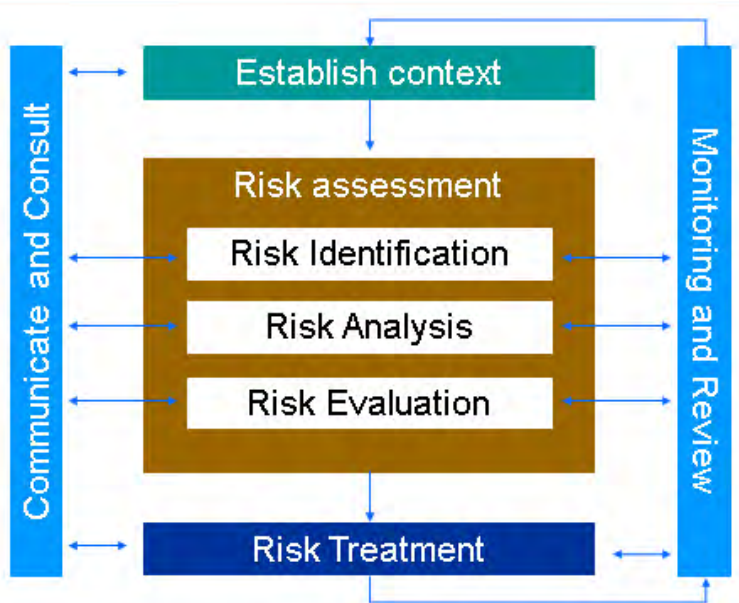 Establish context
Risk assessment
Risk Identification
Risk Analysis
Risk Evaluation
Risk Treatment
Communicate and Consult
Monitoring and Review